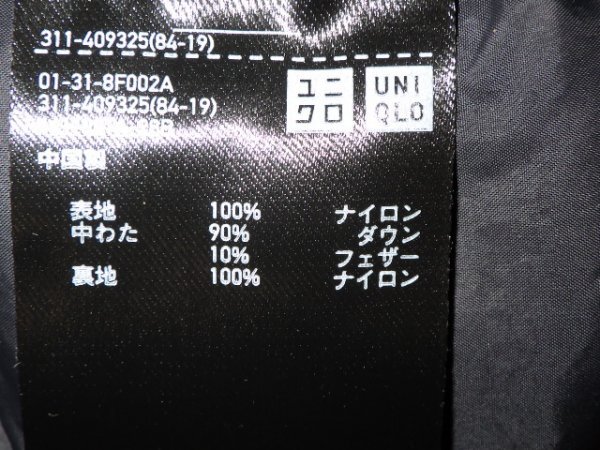 311-409325(84-19)
01-31-8F002A
311-409325(84-19)
ユニ
クロ
UNI
QLO
中国製
表地 100% ナイロン
中わた 90% ダウン
10% フェザー
裏地 100% ナイロン